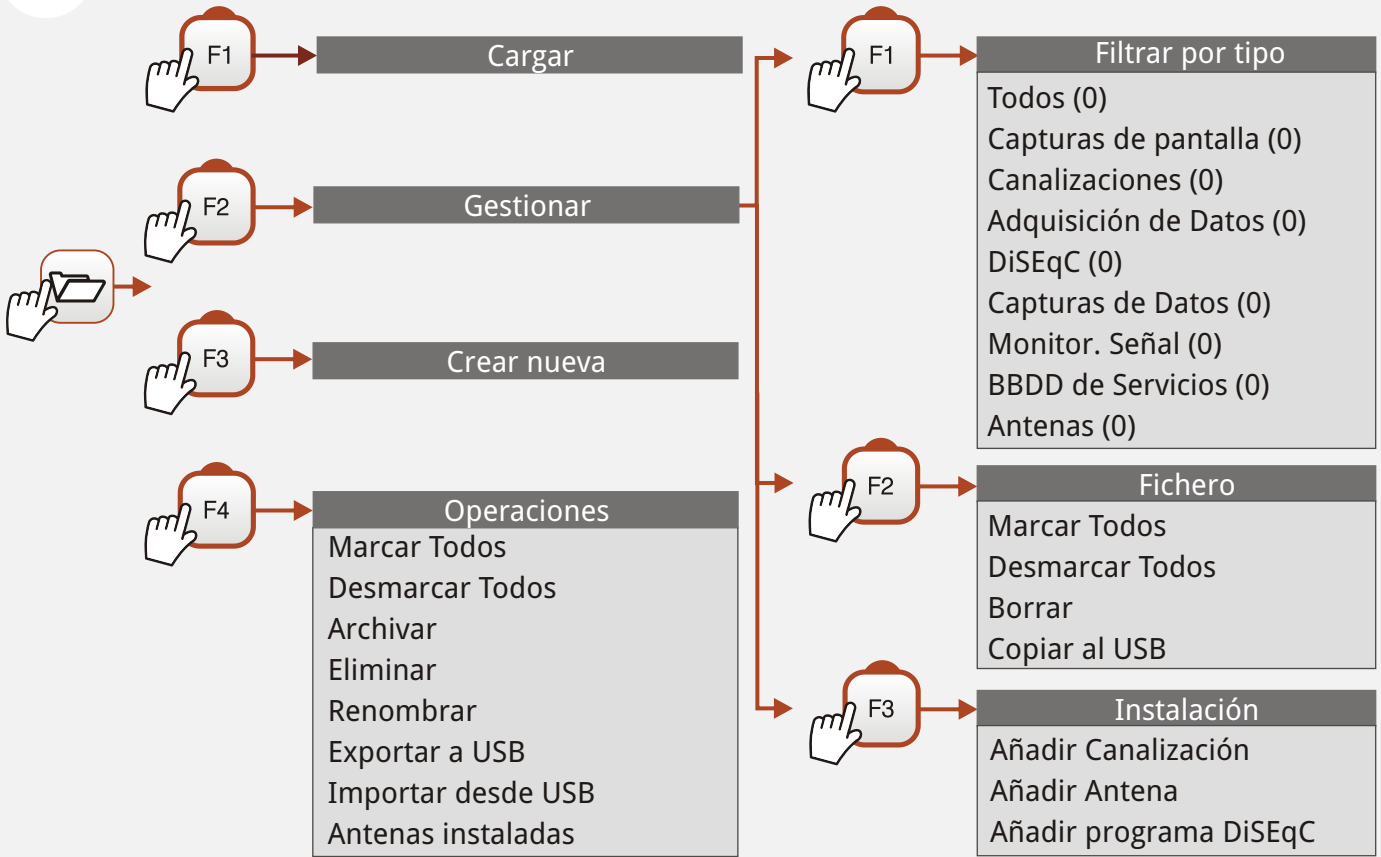 F1
Cargar
F2
Gestionar
F3
Crear nueva
F4
Operaciones
Marcar Todos
Desmarcar Todos
Archivar
Eliminar
Renombrar
Exportar a USB
Importar desde USB
Antenas instaladas
F1
Filtrar por tipo
Todos (0)
Capturas de pantalla (0)
Canalizaciones (0)
Adquisición de Datos (0)
DiSEqC (0)
Capturas de Datos (0)
Monitor. Señal (0)
BBDD de Servicios (0)
Antenas (0)
F2
Fichero
Marcar Todos
Desmarcar Todos
Borrar
Copiar al USB
F3
Instalación
Añadir Canalización
Añadir Antena
Añadir programa DiSEqC